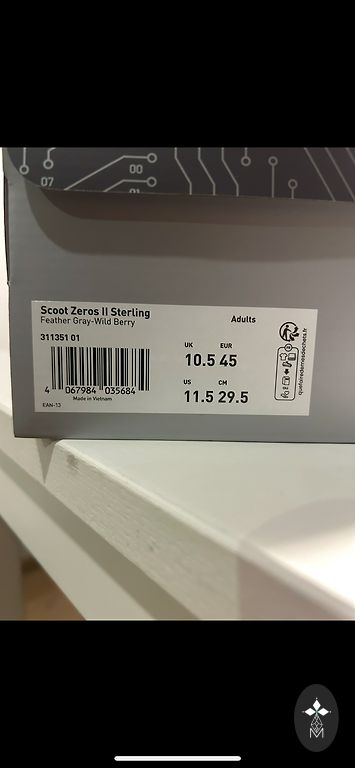 00
07
01
Scoot Zeros II Sterling
Feather Gray-Wild Berry
Adults
311351 01
UK EUR
10.5 45
US CM
11.5 29.5
4 067984 035684
Made in Vietnam
EAN-13
quefairedemesdechets.fr
M